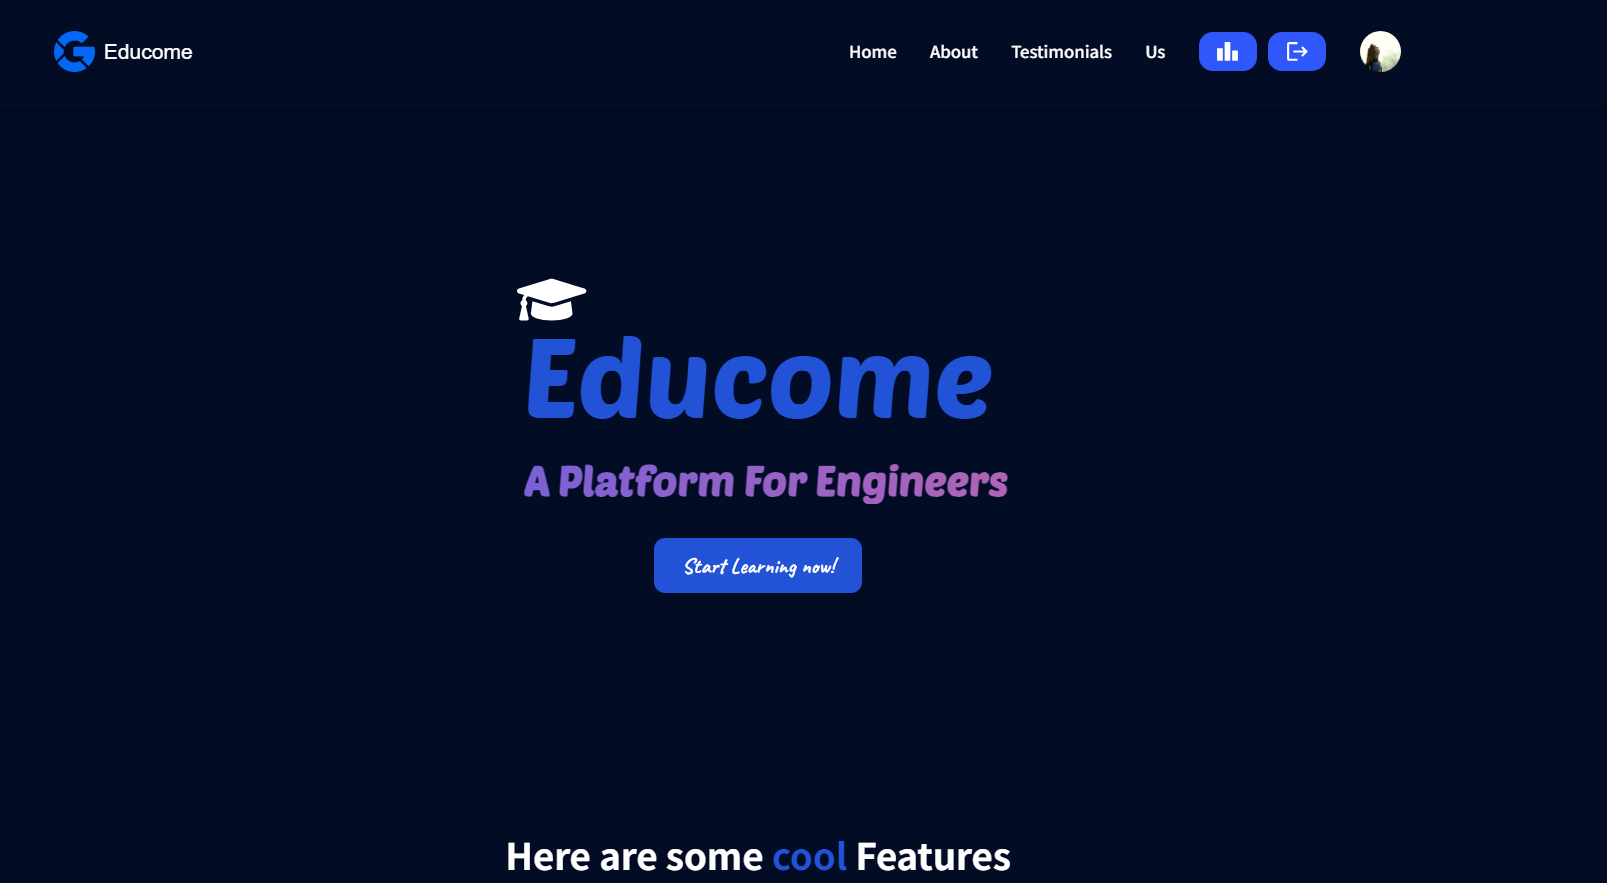 Educome
Home About Testimonials Us
Educome
A Platform For Engineers
Start Learning now!
Here are some cool Features